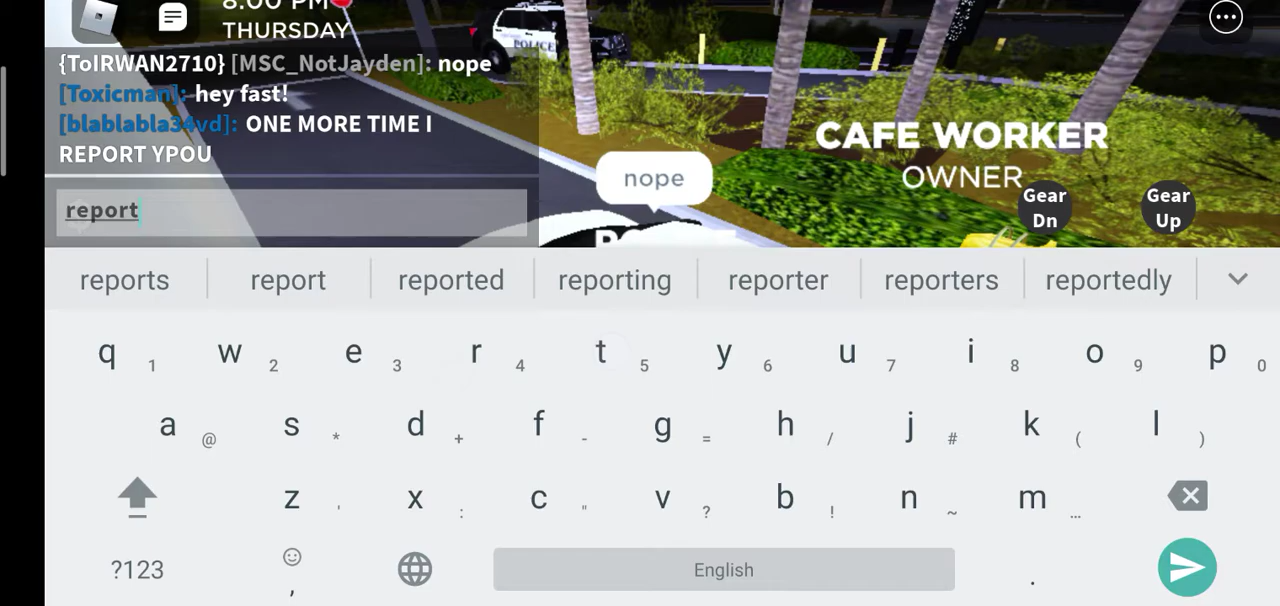 8:00 PM
THURSDAY
{ToIRWAN2710} [MSC_NotJayden]: nope
[Toxicman]: hey fast!
[blablabla34vd]: ONE MORE TIME I
REPORT YPOU
report
POLICE
nope
CAFE WORKER
OWNER
Gear
Dn
Gear
Up
reports report reported reporting reporter reporters reportedly
q 1 w 2 e 3 r 4 t 5 y 6 u 7 i 8 o 9 p 0
a @ s * d + f - g = h / j # k ( l )
z ' x : c " v ? b ! n ~ m ...
?123 , English .